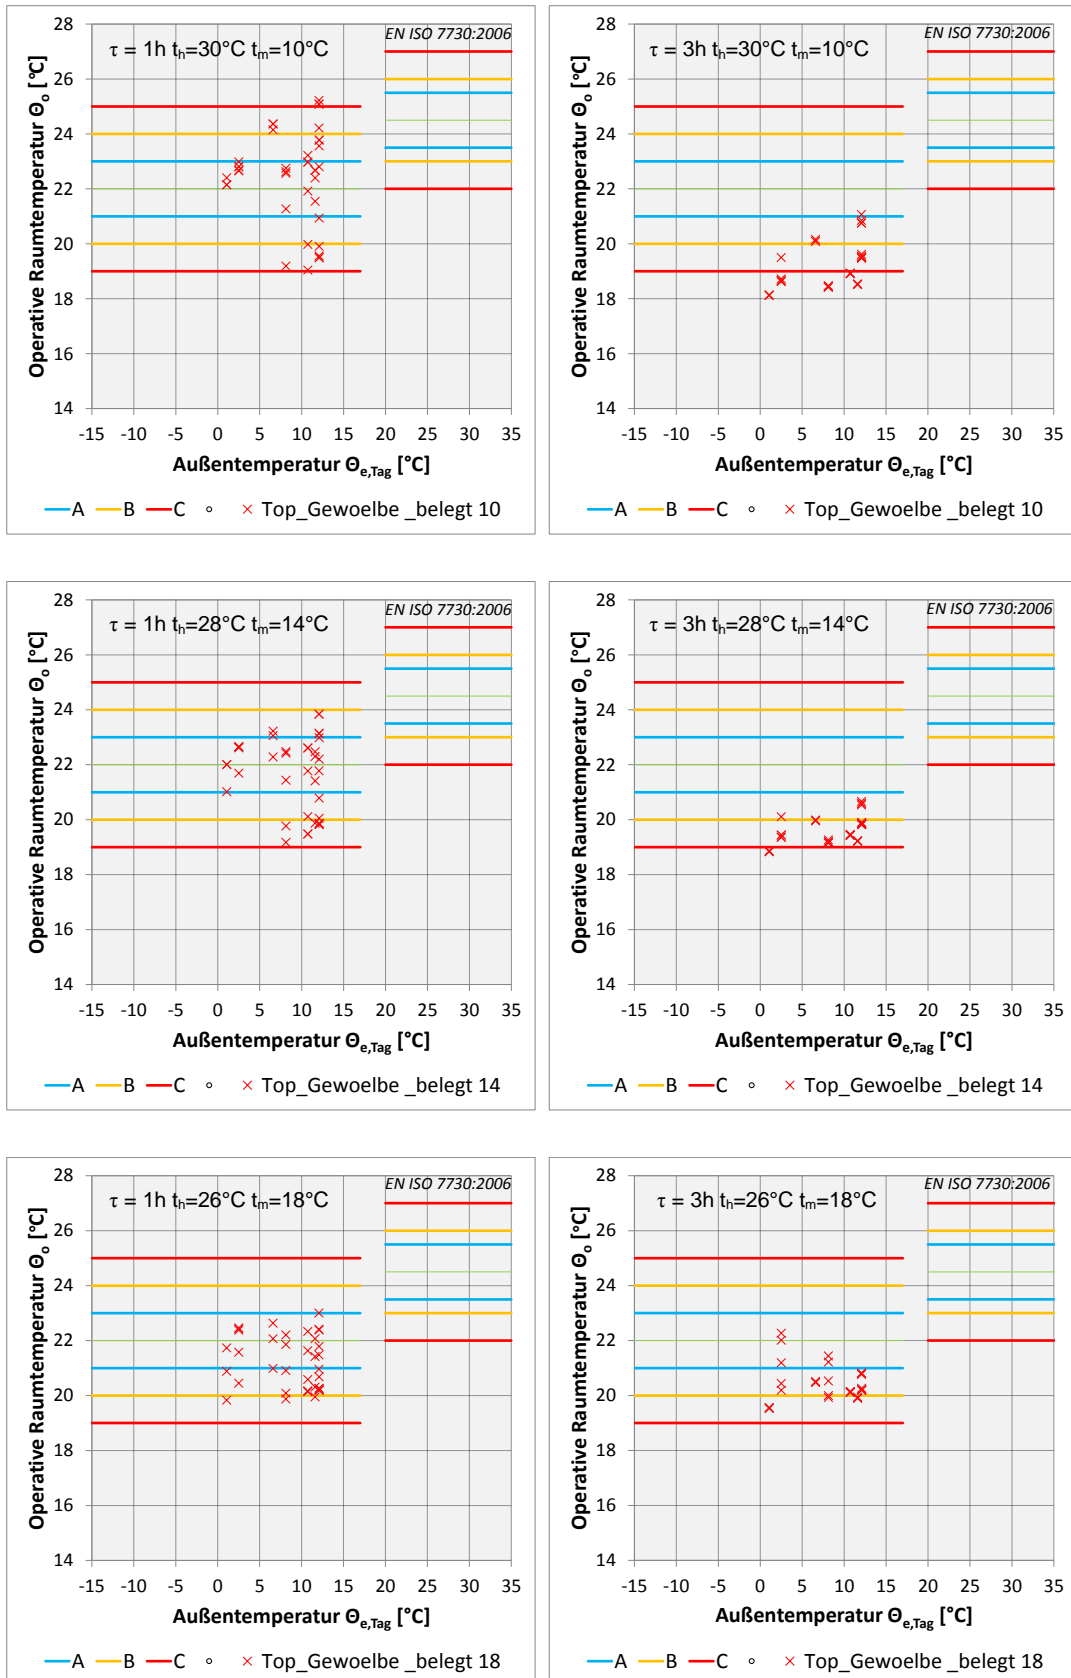 EN ISO 7730:2006
τ = 1h tₕ=30°C tₘ=10°C
Operative Raumtemperatur Θₒ [°C]
28
26
24
22
20
18
16
14
-15 -10 -5 0 5 10 15 20 25 30 35
Außentemperatur Θe,Tag [°C]
A B C Top_Gewoelbe _belegt 10
EN ISO 7730:2006
τ = 3h tₕ=30°C tₘ=10°C
Operative Raumtemperatur Θₒ [°C]
28
26
24
22
20
18
16
14
-15 -10 -5 0 5 10 15 20 25 30 35
Außentemperatur Θe,Tag [°C]
A B C Top_Gewoelbe _belegt 10
EN ISO 7730:2006
τ = 1h tₕ=28°C tₘ=14°C
Operative Raumtemperatur Θₒ [°C]
28
26
24
22
20
18
16
14
-15 -10 -5 0 5 10 15 20 25 30 35
Außentemperatur Θe,Tag [°C]
A B C Top_Gewoelbe _belegt 14
EN ISO 7730:2006
τ = 3h tₕ=28°C tₘ=14°C
Operative Raumtemperatur Θₒ [°C]
28
26
24
22
20
18
16
14
-15 -10 -5 0 5 10 15 20 25 30 35
Außentemperatur Θe,Tag [°C]
A B C Top_Gewoelbe _belegt 14
EN ISO 7730:2006
τ = 1h tₕ=26°C tₘ=18°C
Operative Raumtemperatur Θₒ [°C]
28
26
24
22
20
18
16
14
-15 -10 -5 0 5 10 15 20 25 30 35
Außentemperatur Θe,Tag [°C]
A B C Top_Gewoelbe _belegt 18
EN ISO 7730:2006
τ = 3h tₕ=26°C tₘ=18°C
Operative Raumtemperatur Θₒ [°C]
28
26
24
22
20
18
16
14
-15 -10 -5 0 5 10 15 20 25 30 35
Außentemperatur Θe,Tag [°C]
A B C Top_Gewoelbe _belegt 18